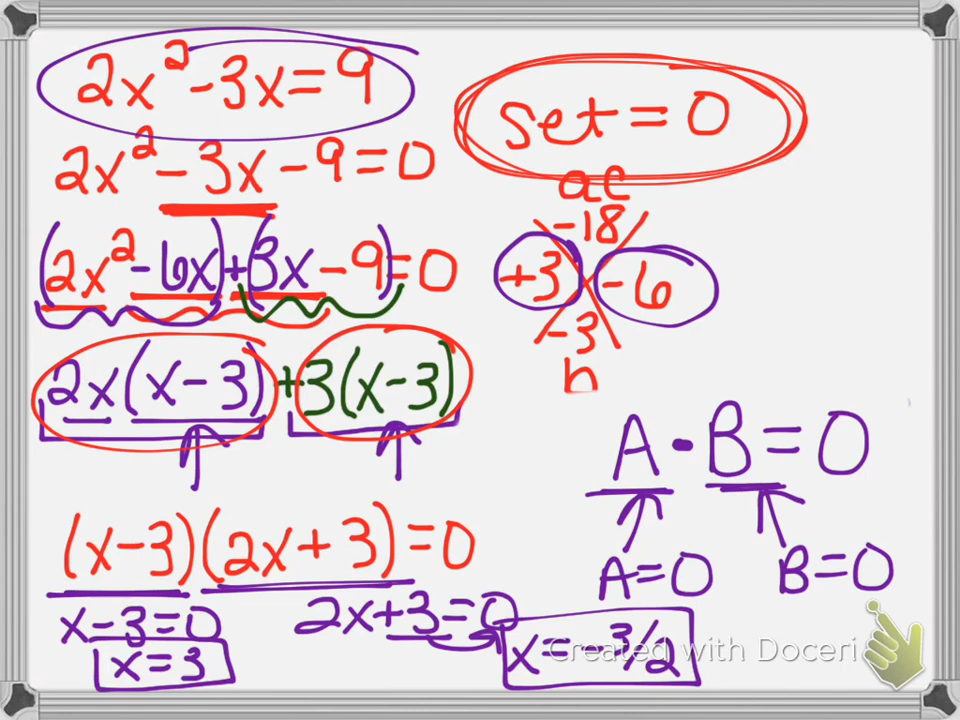 2x² - 3x = 9
set = 0
2x² - 3x - 9 = 0
ac
-18
+3 -6
-3
b
(2x² - 6x) + (3x - 9) = 0
2x(x - 3) + 3(x - 3)
A · B = 0
A = 0 B = 0
(x - 3)(2x + 3) = 0
x - 3 = 0 2x + 3 = 0
x = 3
Created with Doceri